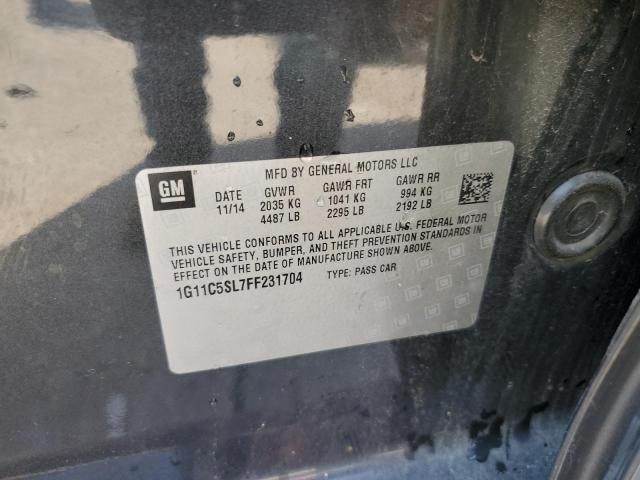 MFD BY GENERAL MOTORS LLC
GM
DATE GVWR GAWR FRT GAWR RR
11/14 2035 KG 1041 KG 994 KG
4487 LB 2295 LB 2192 LB
THIS VEHICLE CONFORMS TO ALL APPLICABLE U.S. FEDERAL MOTOR
VEHICLE SAFETY, BUMPER, AND THEFT PREVENTION STANDARDS IN
EFFECT ON THE DATE OF MANUFACTURE SHOWN ABOVE.
1G11C5SL7FF231704 TYPE: PASS CAR